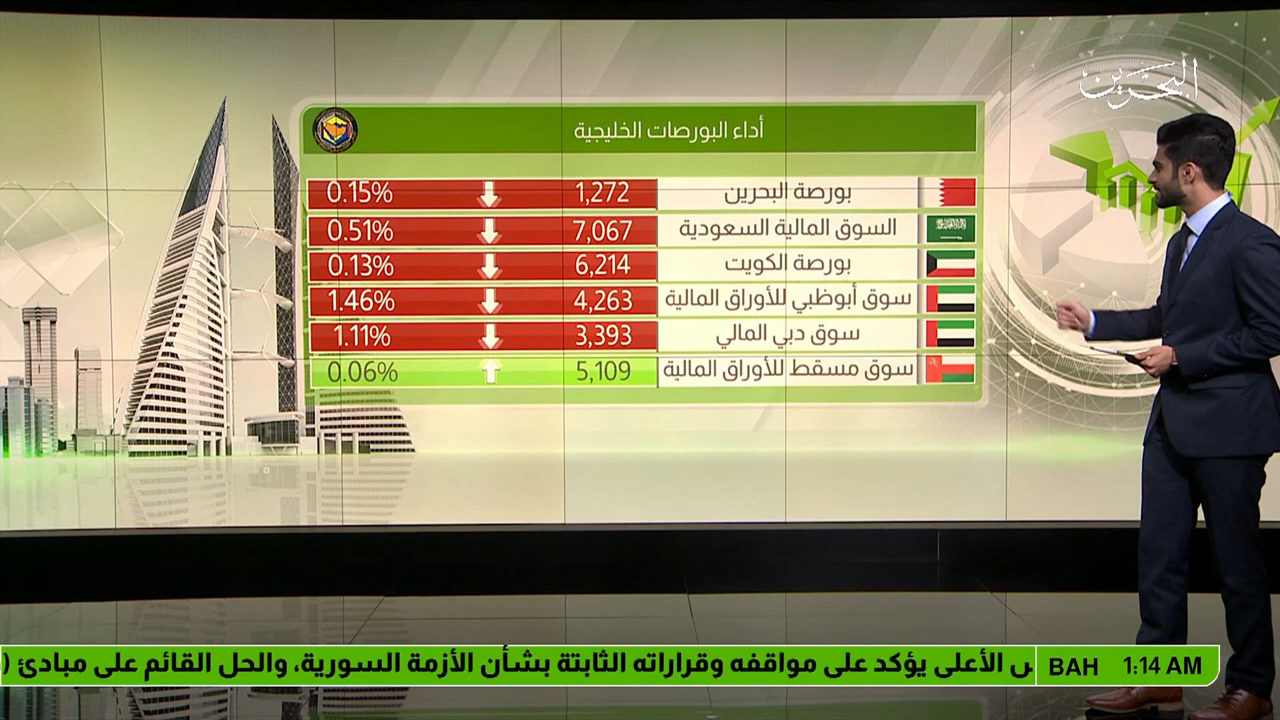 البحرين
أداء البورصات الخليجية
بورصة البحرين 1,272 0.15%
السوق المالية السعودية 7,067 0.51%
بورصة الكويت 6,214 0.13%
سوق أبوظبي للأوراق المالية 4,263 1.46%
سوق دبي المالي 3,393 1.11%
سوق مسقط للأوراق المالية 5,109 0.06%
الأعلى يؤكد على مواقفه وقراراته الثابتة بشأن الأزمة السورية، والحل القائم على مبادئ (
BAH 1:14 AM